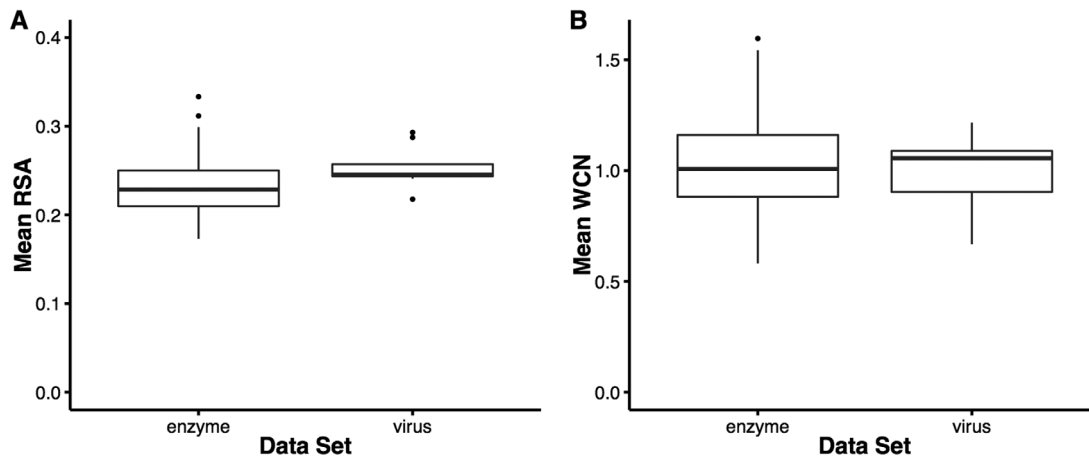 A
Mean RSA
0.4
0.3
0.2
0.1
0.0
enzyme virus
Data Set
B
Mean WCN
1.5
1.0
0.5
0.0
enzyme virus
Data Set